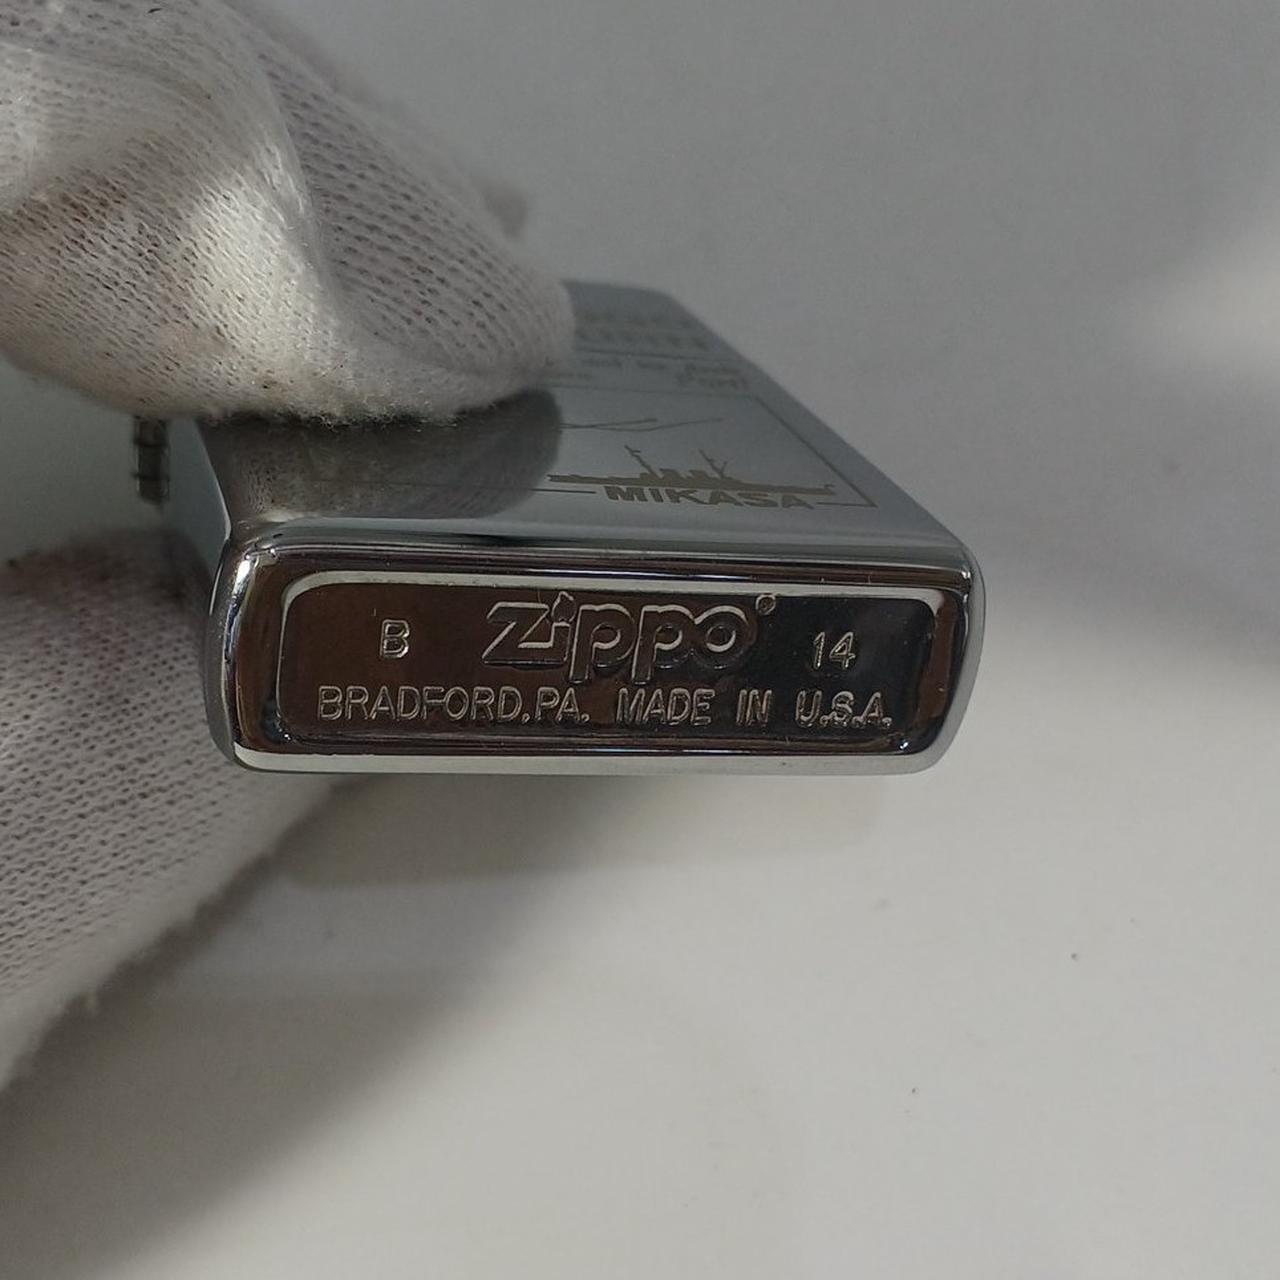 MIKASA
B Zippo 14
BRADFORD,PA. MADE IN U.S.A.